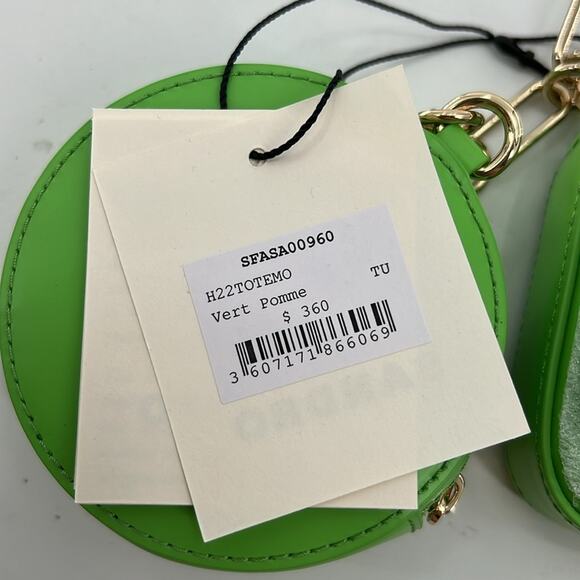 SFASA00960
H22TOTEMO TU
Vert Pomme
$ 360
3 607171 866069